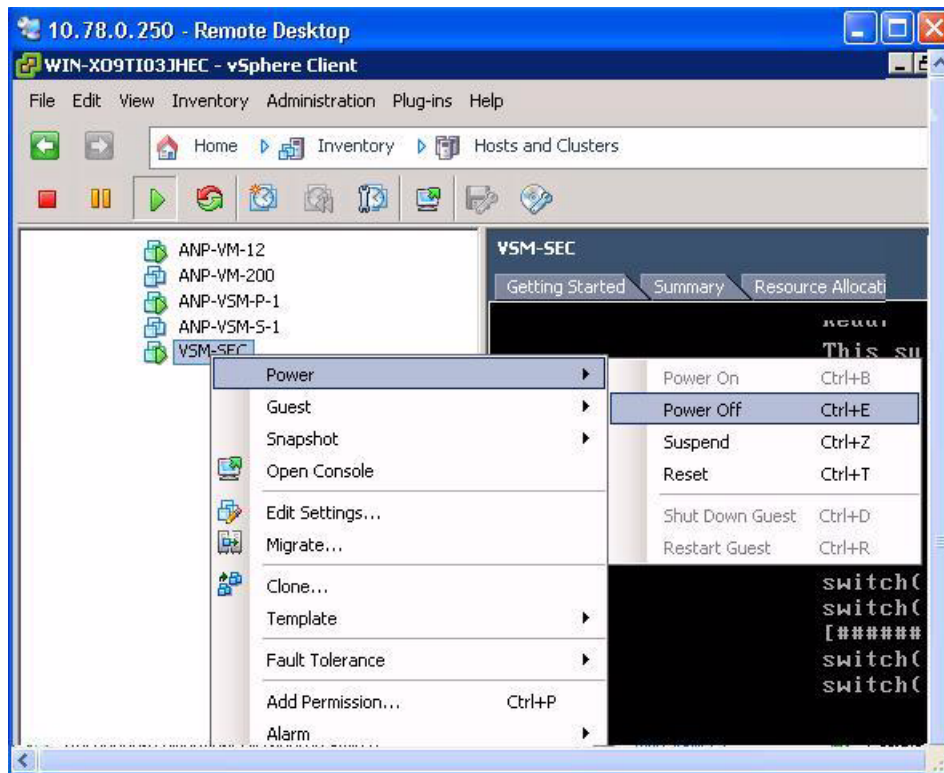 10.78.0.250 - Remote Desktop
WIN-XO9TI03JHEC - vSphere Client
File Edit View Inventory Administration Plug-ins Help
Home Inventory Hosts and Clusters
ANP-VM-12
ANP-VM-200
ANP-VSM-P-1
ANP-VSM-S-1
VSM-SEC
VSM-SEC
Getting Started Summary Resource Allocati
This su
Power
Guest
Snapshot
Open Console
Edit Settings...
Migrate...
Clone...
Template
Fault Tolerance
Add Permission... Ctrl+P
Alarm
Power On Ctrl+B
Power Off Ctrl+E
Suspend Ctrl+Z
Reset Ctrl+T
Shut Down Guest Ctrl+D
Restart Guest Ctrl+R
switch(
switch(
[######
switch(
switch(